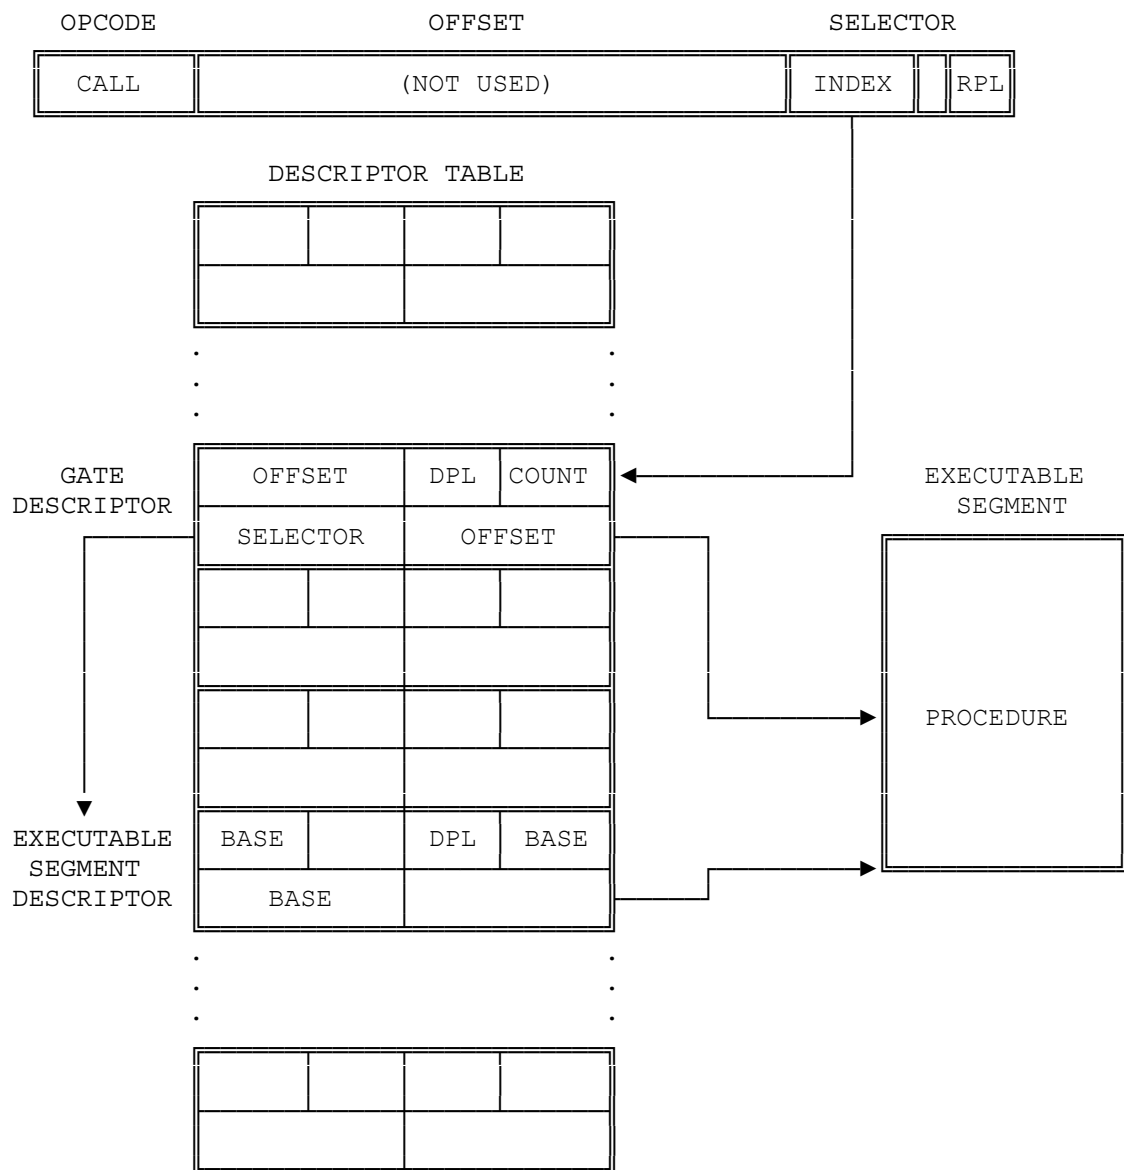 OPCODE OFFSET SELECTOR
CALL (NOT USED) INDEX RPL
DESCRIPTOR TABLE
GATE OFFSET DPL COUNT EXECUTABLE
DESCRIPTOR SEGMENT
SELECTOR OFFSET
PROCEDURE
EXECUTABLE BASE DPL BASE
SEGMENT
DESCRIPTOR BASE